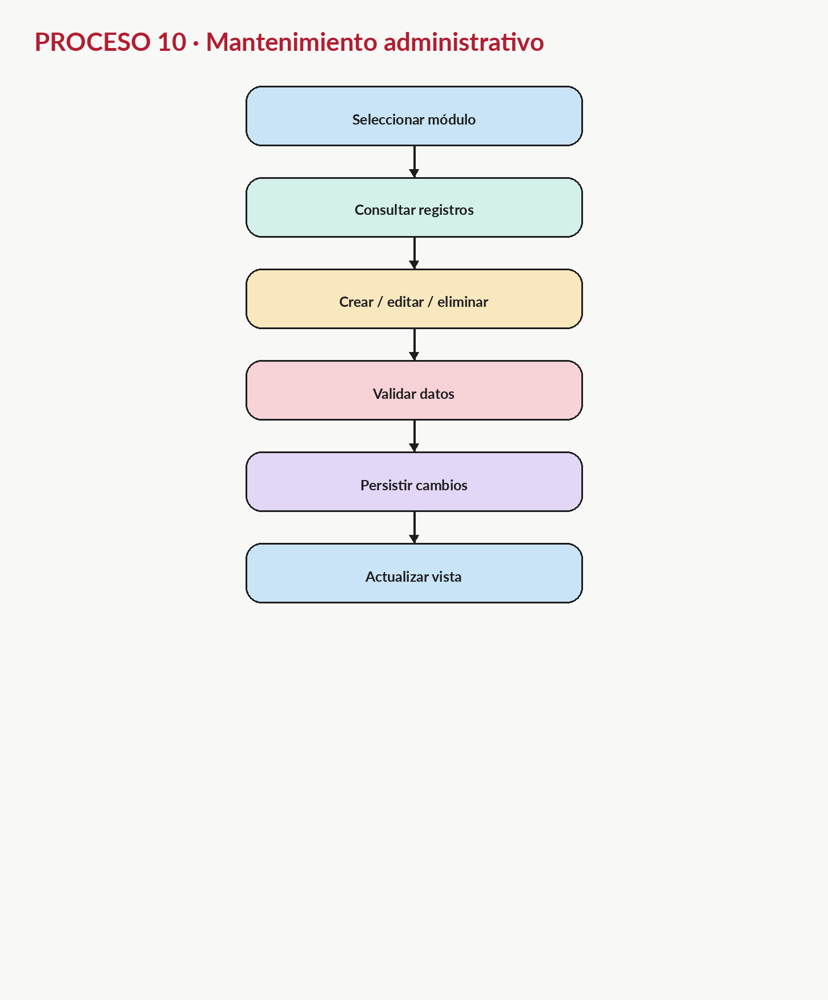 PROCESO 10 · Mantenimiento administrativo
Seleccionar módulo
Consultar registros
Crear / editar / eliminar
Validar datos
Persistir cambios
Actualizar vista